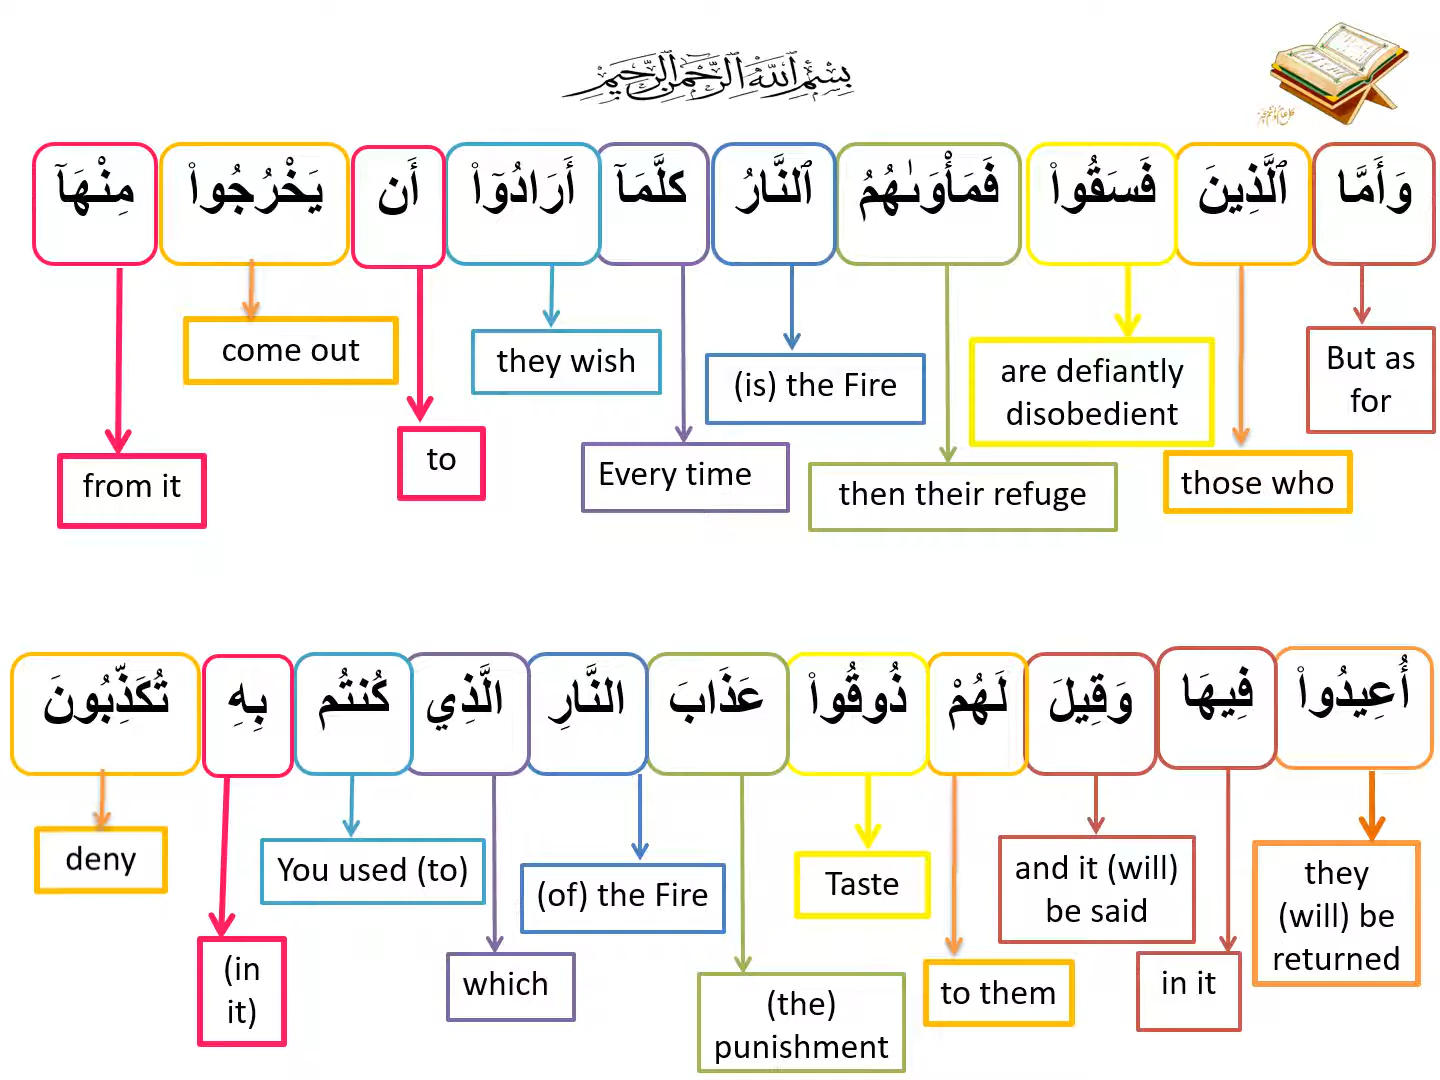 بِسْمِ ٱللَّهِ ٱلرَّحْمَٰنِ ٱلرَّحِيمِ
وَأَمَّا ٱلَّذِينَ فَسَقُوا۟ فَمَأْوَىٰهُمُ ٱلنَّارُ كلَّمَآ أَرَادُوٓا۟ أَن يَخْرُجُوا۟ مِنْهَآ
But as
for
those who
are defiantly
disobedient
then their refuge
(is) the Fire
Every time
they wish
to
come out
from it
أُعِيدُوا۟ فِيهَا وَقِيلَ لَهُمْ ذُوقُوا۟ عَذَابَ النَّارِ الَّذِي كُنتُم بِهِ تُكَذِّبُونَ
they
(will) be
returned
in it
and it (will)
be said
to them
Taste
(the)
punishment
(of) the Fire
which
You used (to)
(in
it)
deny